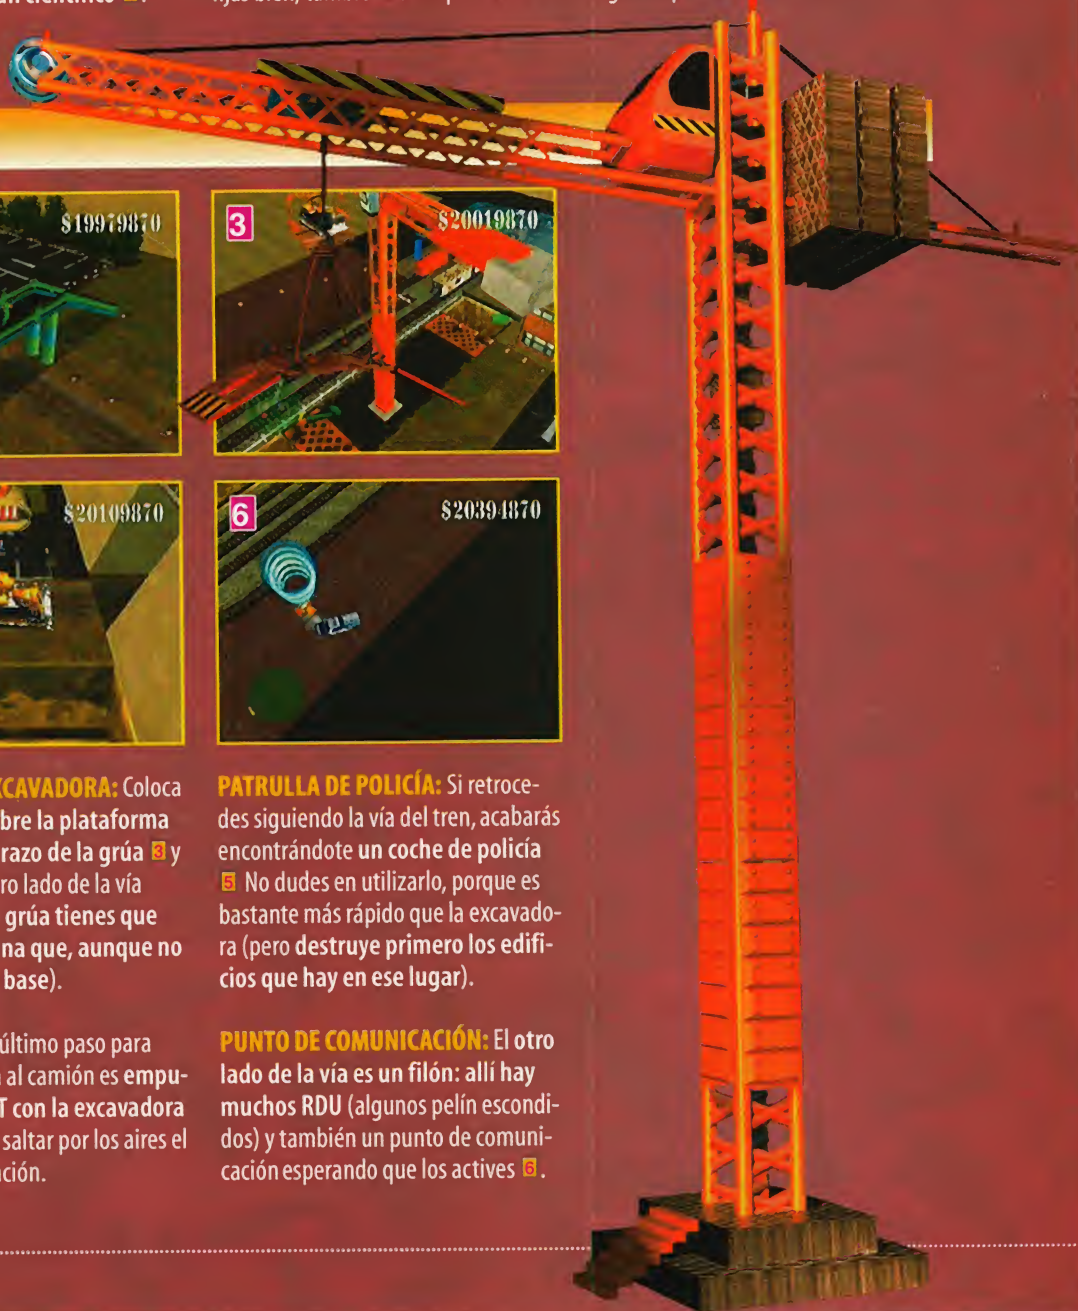 $19979870
3
$20019870
$20109870
6
$20394870
XCAVADORA: Coloca
bre la plataforma
razo de la grúa 3 y
ro lado de la vía
grúa tienes que
na que, aunque no
base).
último paso para
al camión es empu-
T con la excavadora
saltar por los aires el
ción.
PATRULLA DE POLICÍA: Si retroce-
des siguiendo la vía del tren, acabarás
encontrándote un coche de policía
5 No dudes en utilizarlo, porque es
bastante más rápido que la excavado-
ra (pero destruye primero los edifi-
cios que hay en ese lugar).
PUNTO DE COMUNICACIÓN: El otro
lado de la vía es un filón: allí hay
muchos RDU (algunos pelín escondi-
dos) y también un punto de comuni-
cación esperando que los actives 6.